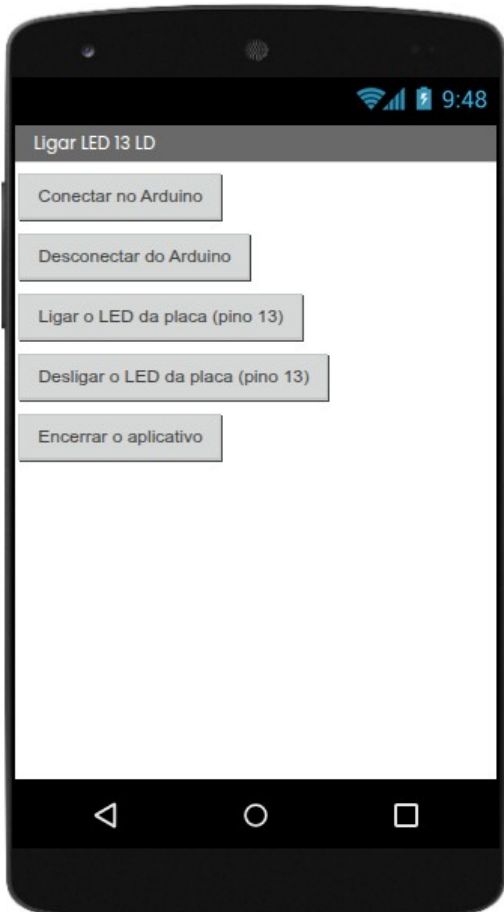 9:48
Ligar LED 13 LD
Conectar no Arduino
Desconectar do Arduino
Ligar o LED da placa (pino 13)
Desligar o LED da placa (pino 13)
Encerrar o aplicativo